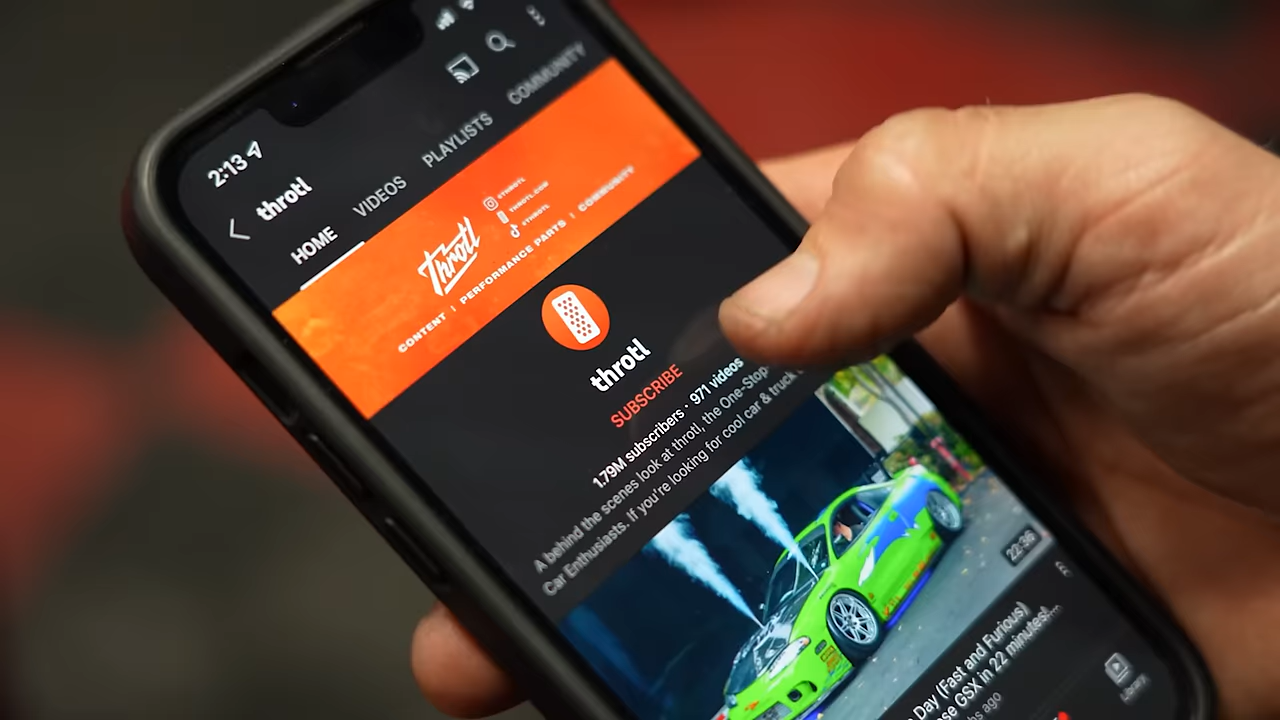 2:13
throtl
HOME VIDEOS PLAYLISTS COMMUNITY
Throtl
@THROTL
THROTL.COM
@THROTL
CONTENT | PERFORMANCE PARTS | COMMUNITY
throtl
SUBSCRIBE
1.79M subscribers · 971 videos
A behind the scenes look at throtl, the One-Stop-
Car Enthusiasts. If you're looking for cool car & truck
22:36
Day (Fast and Furious)
GSX in 22 minutes!...
ago
Library